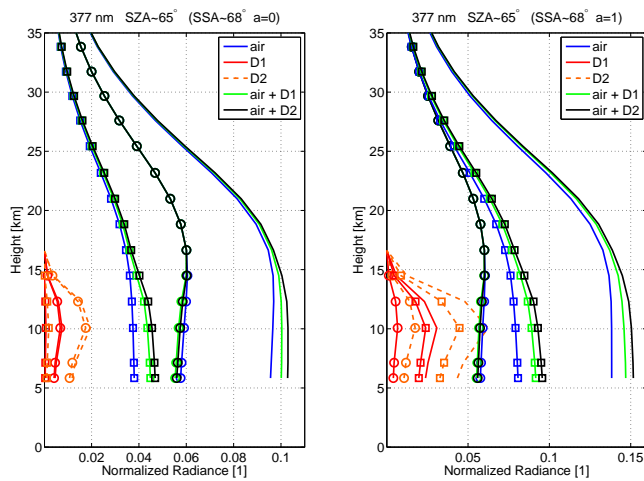 377 nm SZA~65° (SSA~68° a=0)
35
30
25
20
15
10
5
0
Height [km]
0.02 0.04 0.06 0.08 0.1
Normalized Radiance [1]
air
D1
D2
air + D1
air + D2
377 nm SZA~65° (SSA~68° a=1)
35
30
25
20
15
10
5
0
Height [km]
0.05 0.1 0.15
Normalized Radiance [1]
air
D1
D2
air + D1
air + D2